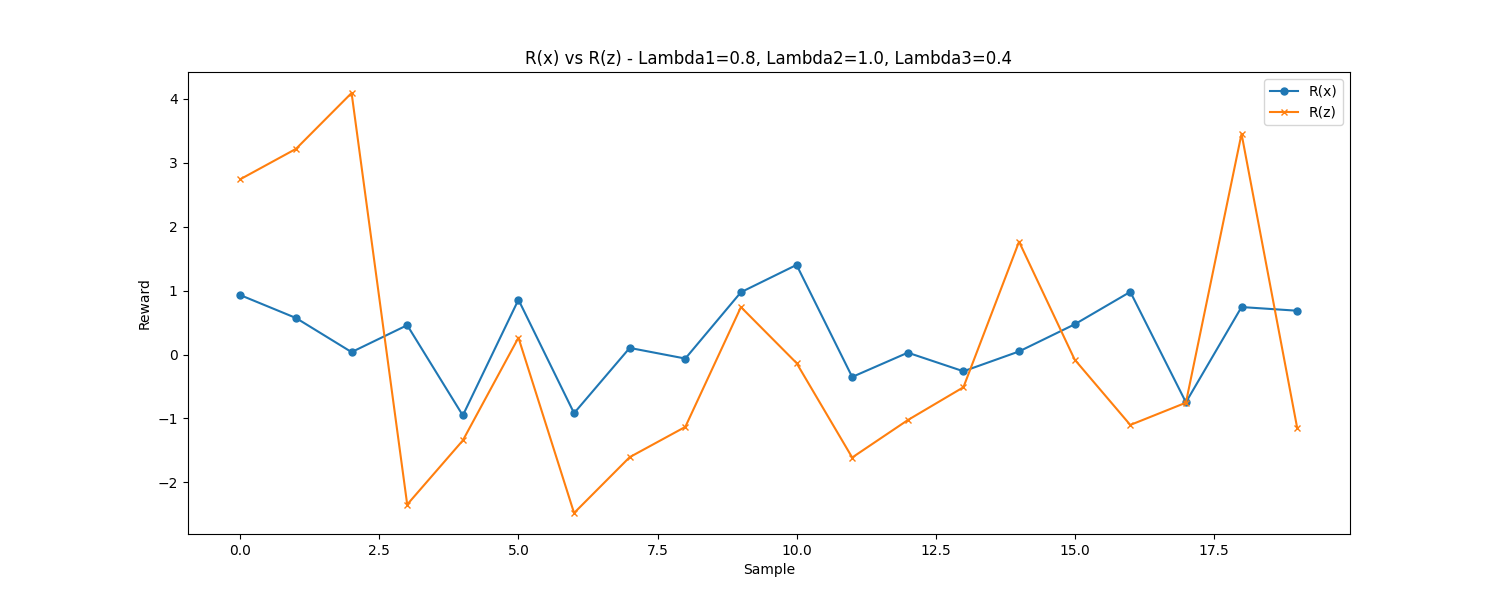 R(x) vs R(z) - Lambda1=0.8, Lambda2=1.0, Lambda3=0.4
R(x)
R(z)
Reward
4
3
2
1
0
−1
−2
0.0 2.5 5.0 7.5 10.0 12.5 15.0 17.5
Sample